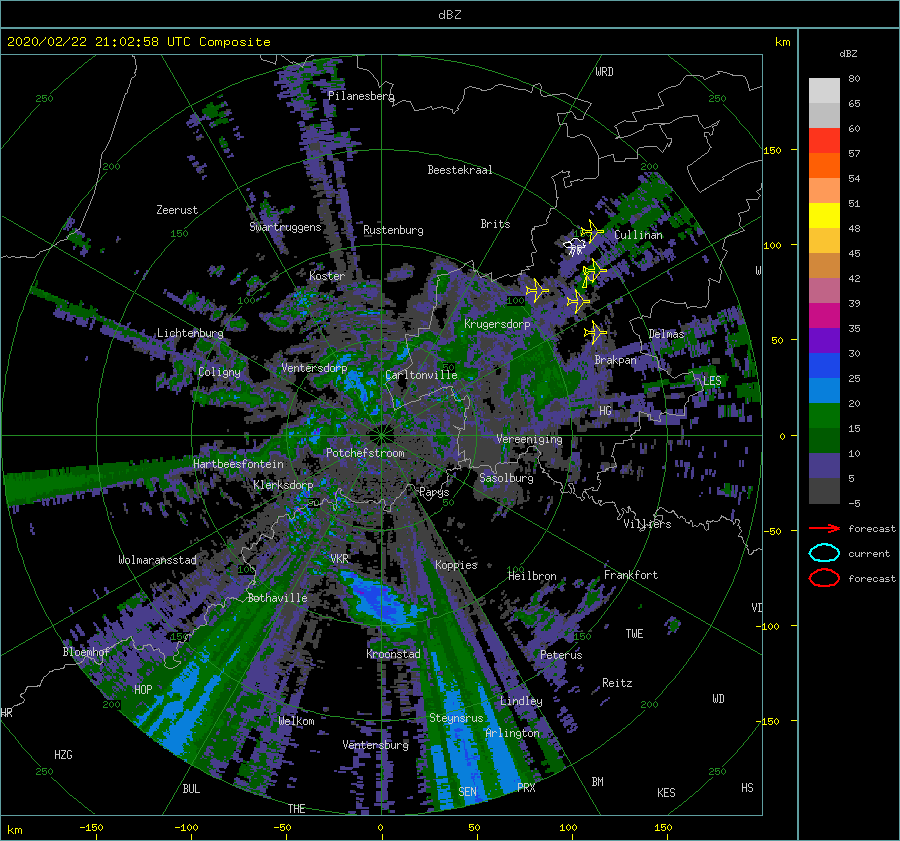 dBZ
2020/02/22 21:02:58 UTC Composite
km
dBZ
WRD
80
Pilanesberg
250
250
65
60
150
57
200
200
Beestekraal
54
Zeerust
51
Brits
Swartruggens
150
Rustenburg
Cullinan
48
100
45
W
Koster
42
100
100
39
Krugersdorp
35
Lichtenburg
Delmas
50
30
Brakpan
Coligny
Ventersdorp
Carltonville
50
LES
25
20
HG
15
Vereeniging
0
10
Potchefstroom
Hartbeesfontein
Sasolburg
5
Klerksdorp
Parys
50
50
-5
Villiers
forecast
-50
current
VKR
Wolmaransstad
Koppies
100
100
Heilbron
Frankfort
forecast
Bothaville
VI
-100
150
150
TWE
Bloemhof
Kroonstad
Peterus
HOP
Reitz
WD
200
Lindley
200
HR
Welkom
Steynsrus
-150
Arlington
Ventersburg
HZG
250
250
BUL
SEN
PRX
BM
KES
HS
THE
km
-150
-100
-50
0
50
100
150